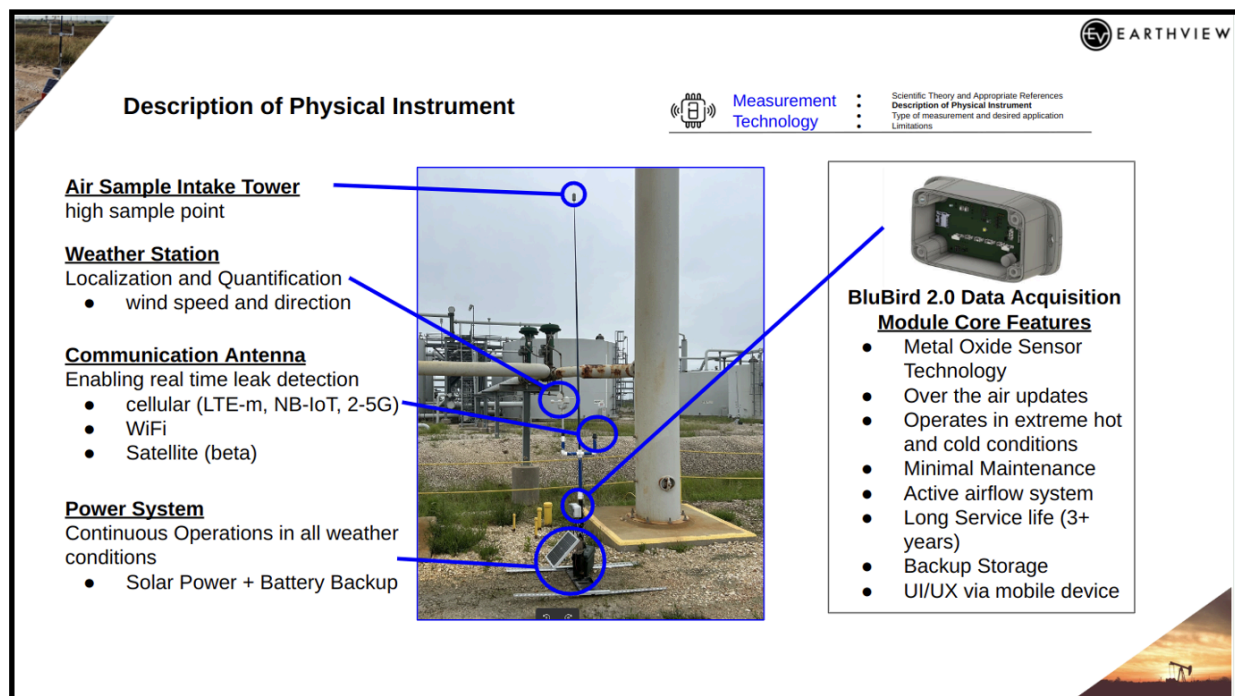 EV EARTHVIEW
Description of Physical Instrument
Measurement
Technology
● Scientific Theory and Appropriate References
● Description of Physical Instrument
● Type of measurement and desired application
● Limitations
Air Sample Intake Tower
high sample point
Weather Station
Localization and Quantification
● wind speed and direction
Communication Antenna
Enabling real time leak detection
● cellular (LTE-m, NB-IoT, 2-5G)
● WiFi
● Satellite (beta)
Power System
Continuous Operations in all weather
conditions
● Solar Power + Battery Backup
BluBird 2.0 Data Acquisition
Module Core Features
● Metal Oxide Sensor
Technology
● Over the air updates
● Operates in extreme hot
and cold conditions
● Minimal Maintenance
● Active airflow system
● Long Service life (3+
years)
● Backup Storage
● UI/UX via mobile device